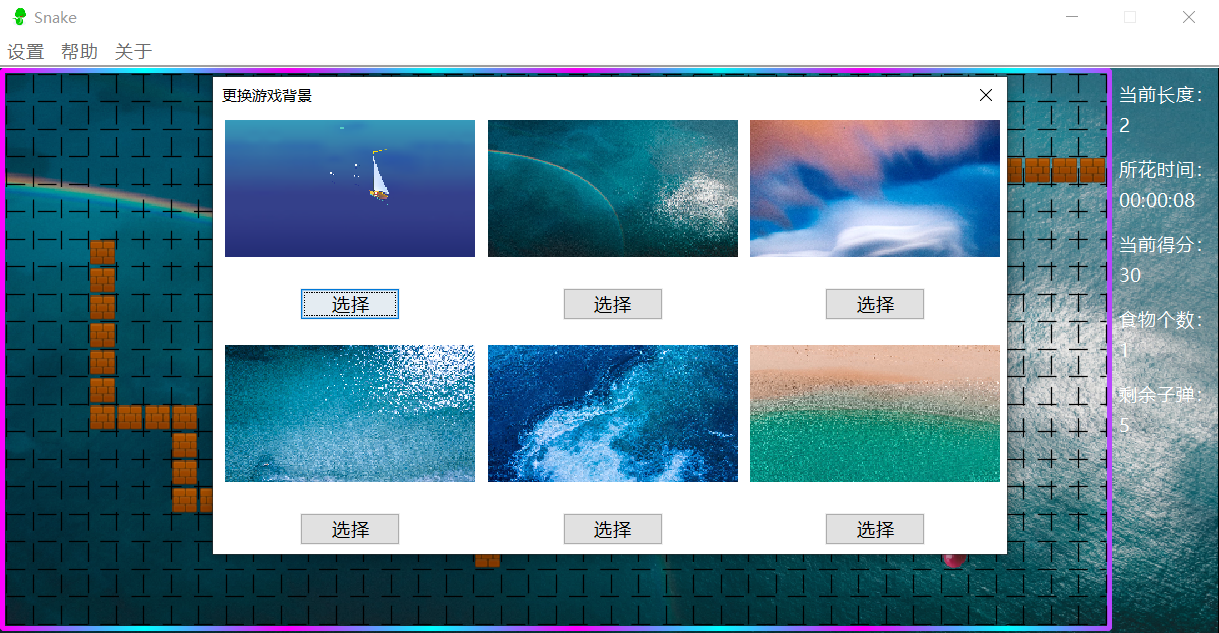 Snake
设置 帮助 关于
更换游戏背景
选择 选择 选择
选择 选择 选择
当前长度：
2
所花时间：
00:00:08
当前得分：
30
食物个数：
1
剩余子弹：
5